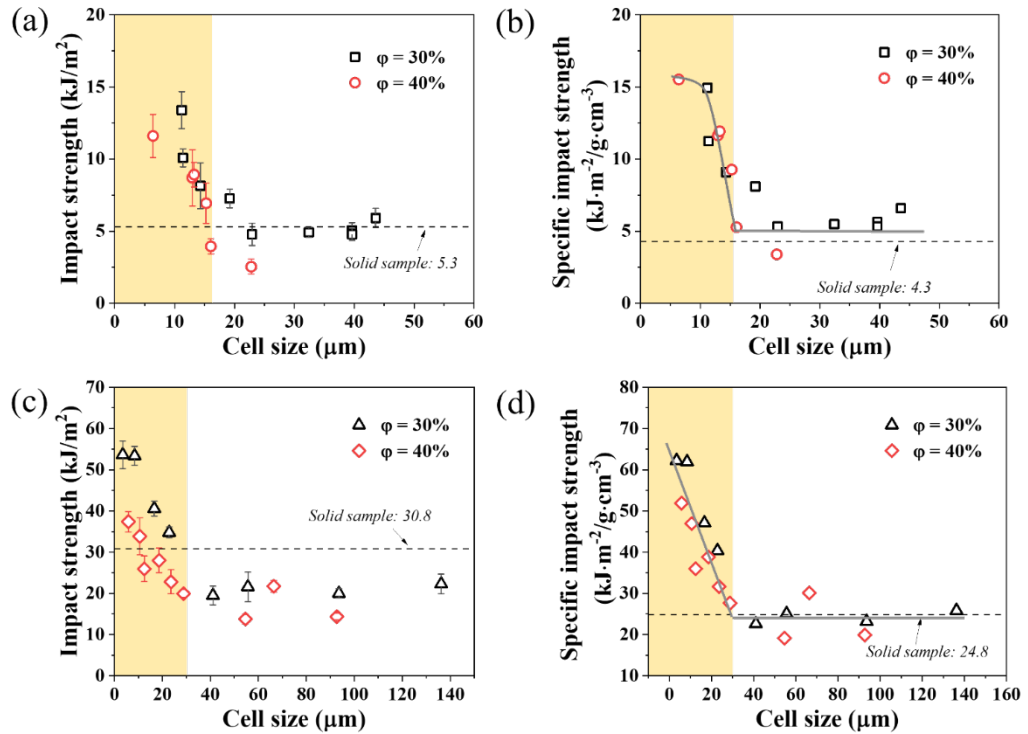 (a)
Impact strength (kJ/m²)
20
15
10
5
0
φ = 30%
φ = 40%
Solid sample: 5.3
0 10 20 30 40 50 60
Cell size (μm)
(b)
Specific impact strength
(kJ·m⁻²/g·cm⁻³)
20
15
10
5
0
φ = 30%
φ = 40%
Solid sample: 4.3
0 10 20 30 40 50 60
Cell size (μm)
(c)
Impact strength (kJ/m²)
70
60
50
40
30
20
10
0
φ = 30%
φ = 40%
Solid sample: 30.8
0 20 40 60 80 100 120 140
Cell size (μm)
(d)
Specific impact strength
(kJ·m⁻²/g·cm⁻³)
80
70
60
50
40
30
20
10
φ = 30%
φ = 40%
Solid sample: 24.8
0 20 40 60 80 100 120 140 160
Cell size (μm)